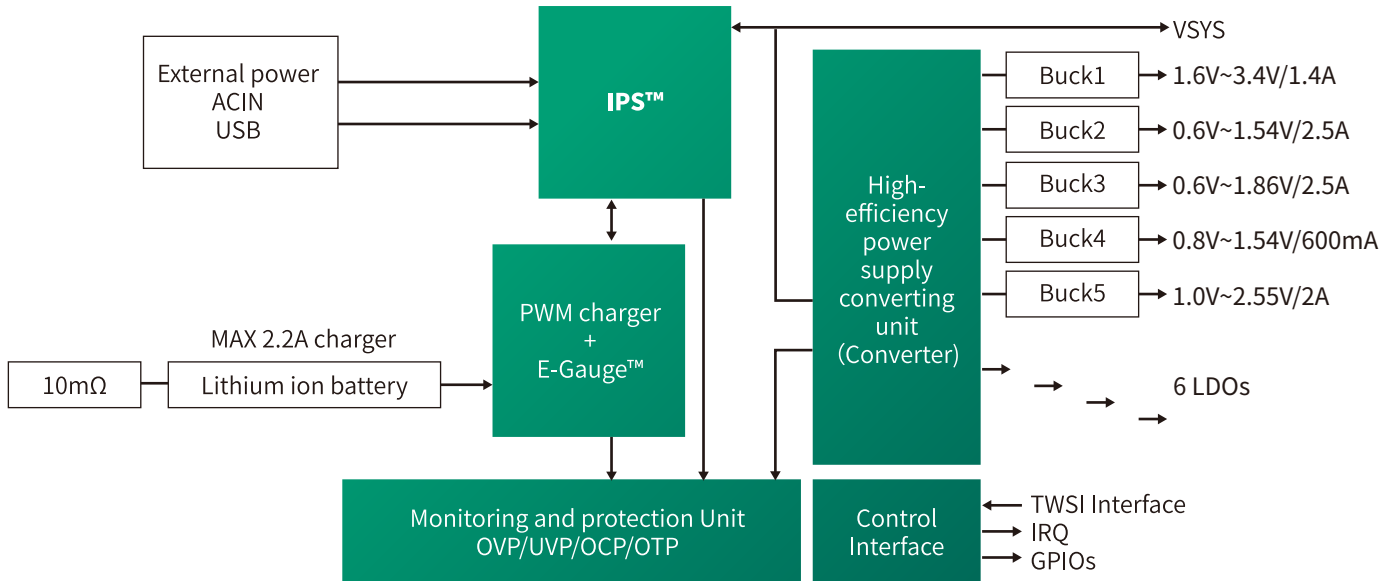 External power
ACIN
USB
IPS™
VSYS
High-
efficiency
power
supply
converting
unit
(Converter)
Buck1
1.6V~3.4V/1.4A
Buck2
0.6V~1.54V/2.5A
Buck3
0.6V~1.86V/2.5A
Buck4
0.8V~1.54V/600mA
Buck5
1.0V~2.55V/2A
6 LDOs
PWM charger
+
E-Gauge™
MAX 2.2A charger
10mΩ
Lithium ion battery
Monitoring and protection Unit
OVP/UVP/OCP/OTP
Control
Interface
TWSI Interface
IRQ
GPIOs